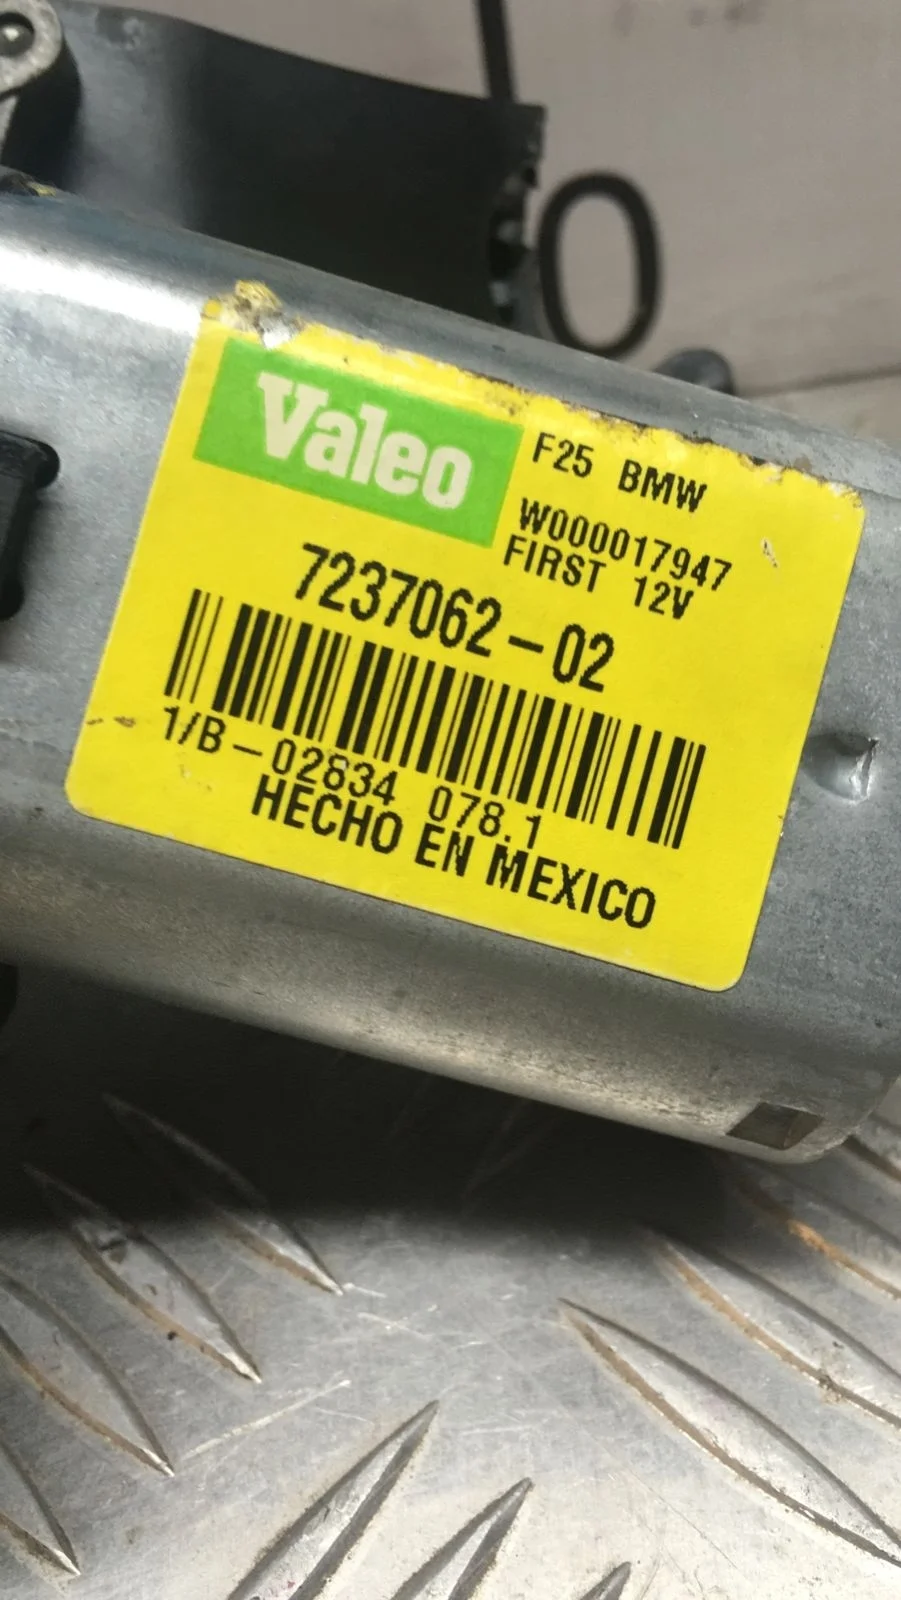 Valeo
F25 BMW
W000017947
FIRST 12V
7237062-02
1/B-02834 078.1
HECHO EN MEXICO